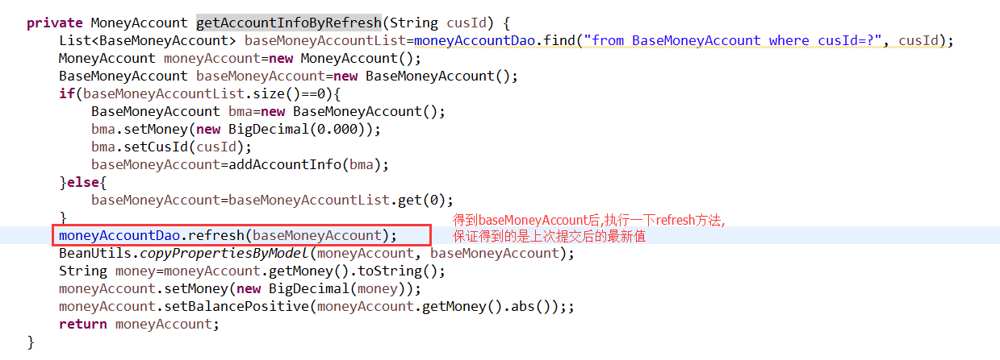 private MoneyAccount getAccountInfoByRefresh(String cusId) {
List<BaseMoneyAccount> baseMoneyAccountList=moneyAccountDao.find("from BaseMoneyAccount where cusId=?", cusId);
MoneyAccount moneyAccount=new MoneyAccount();
BaseMoneyAccount baseMoneyAccount=new BaseMoneyAccount();
if(baseMoneyAccountList.size()==0){
BaseMoneyAccount bma=new BaseMoneyAccount();
bma.setMoney(new BigDecimal(0.000));
bma.setCusId(cusId);
baseMoneyAccount=addAccountInfo(bma);
}else{
baseMoneyAccount=baseMoneyAccountList.get(0);
}
得到baseMoneyAccount后,执行一下refresh方法,
moneyAccountDao.refresh(baseMoneyAccount);
保证得到的是上次提交后的最新值
BeanUtils.copyPropertiesByModel(moneyAccount, baseMoneyAccount);
String money=moneyAccount.getMoney().toString();
moneyAccount.setMoney(new BigDecimal(money));
moneyAccount.setBalancePositive(moneyAccount.getMoney().abs());;
return moneyAccount;
}